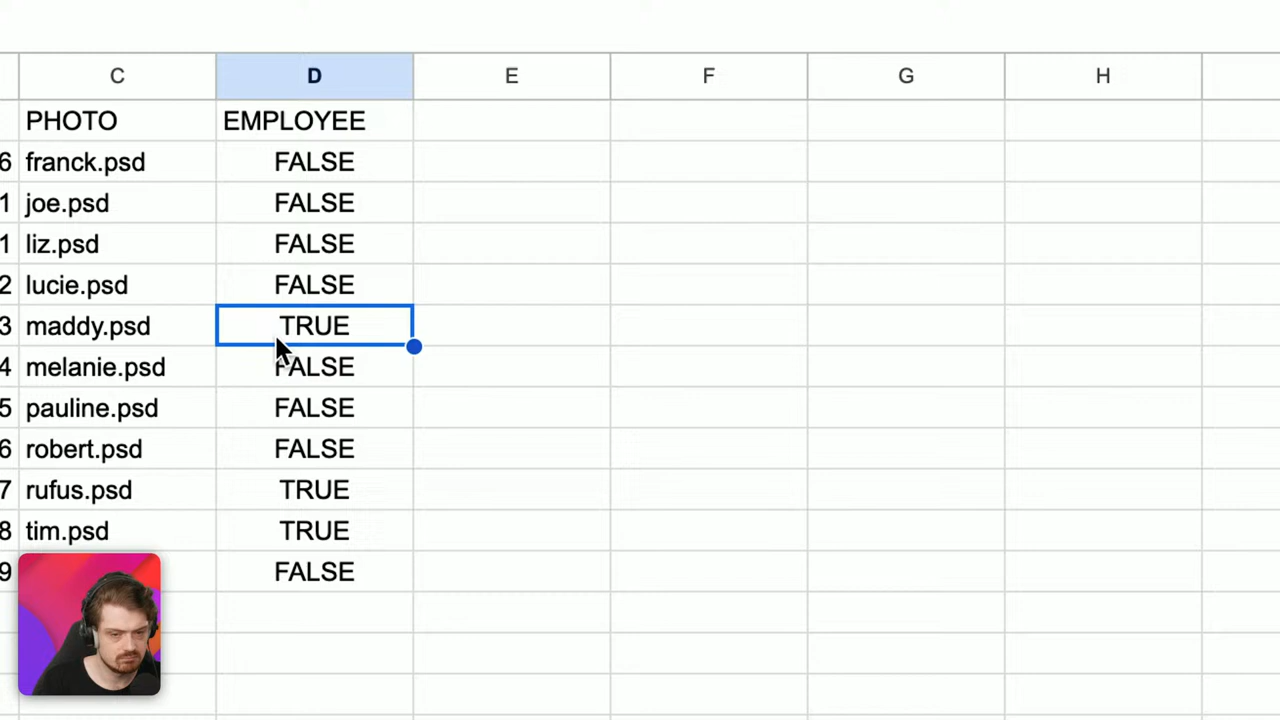 C D E F G H
PHOTO EMPLOYEE
6 franck.psd FALSE
1 joe.psd FALSE
1 liz.psd FALSE
2 lucie.psd FALSE
3 maddy.psd TRUE
4 melanie.psd FALSE
5 pauline.psd FALSE
6 robert.psd FALSE
7 rufus.psd TRUE
8 tim.psd TRUE
9 FALSE